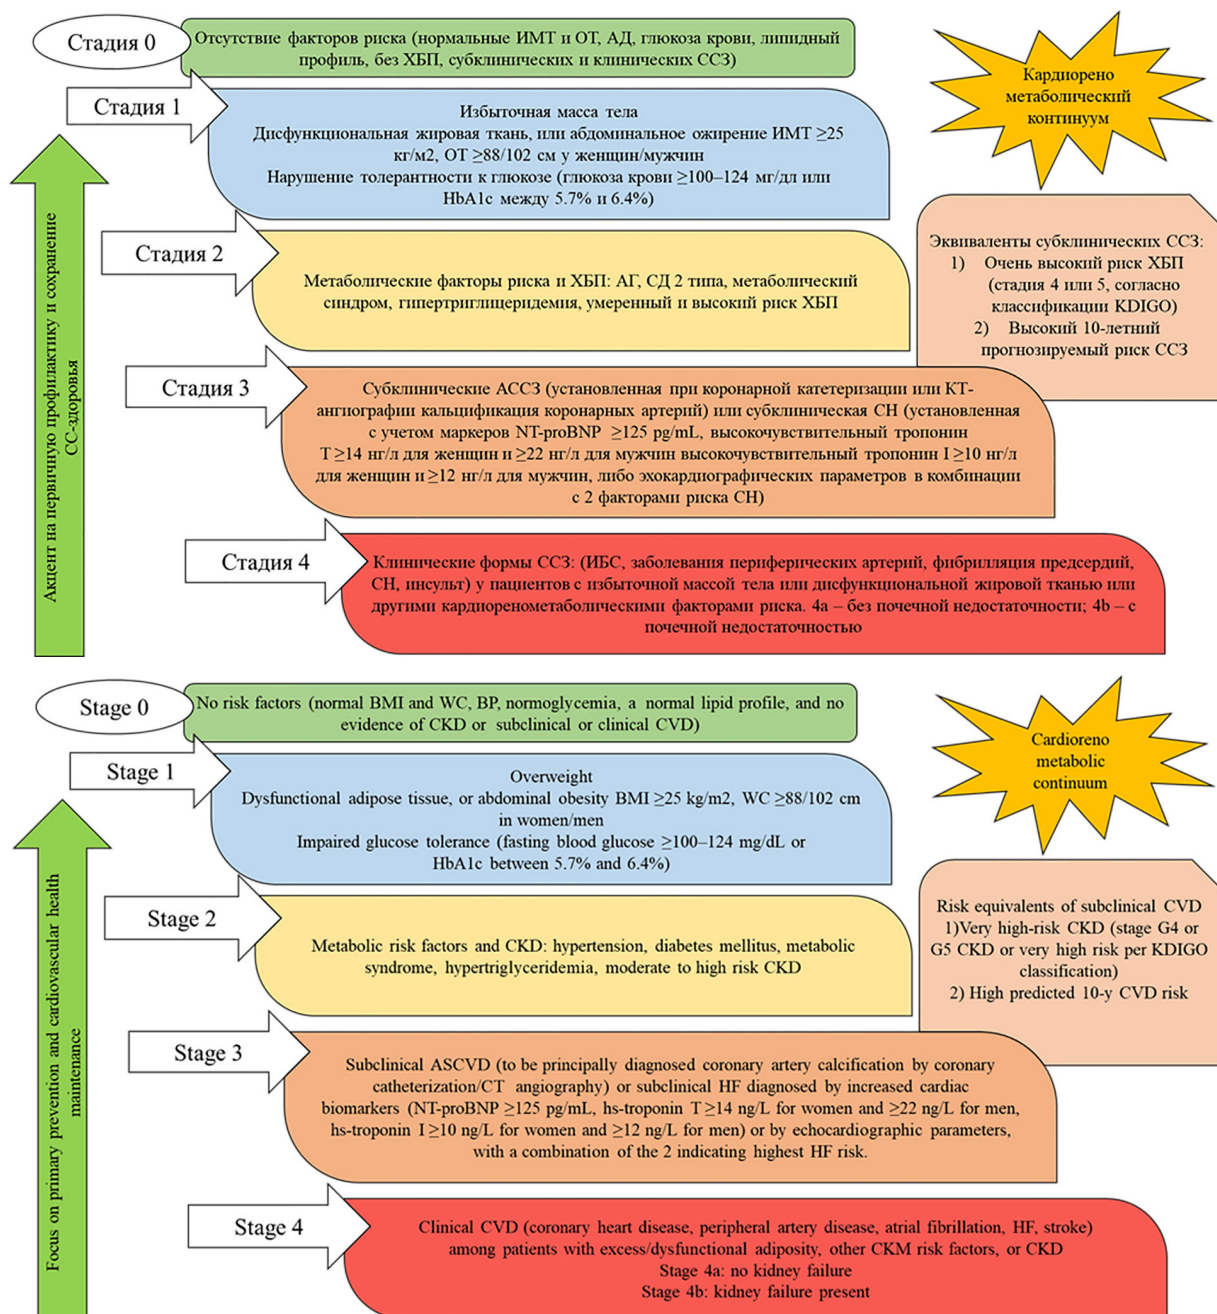 Стадия 0
Отсутствие факторов риска (нормальные ИМТ и ОТ, АД, глюкоза крови, липидный
профиль, без ХБП, субклинических и клинических ССЗ)
Стадия 1
Избыточная масса тела
Дисфункциональная жировая ткань, или абдоминальное ожирение ИМТ ≥25
кг/м2, ОТ ≥88/102 см у женщин/мужчин
Нарушение толерантности к глюкозе (глюкоза крови ≥100–124 мг/дл или
HbA1c между 5.7% и 6.4%)
Стадия 2
Метаболические факторы риска и ХБП: АГ, СД 2 типа, метаболический
синдром, гипертриглицеридемия, умеренный и высокий риск ХБП
Стадия 3
Субклинические АССЗ (установленная при коронарной катетеризации или КТ-
ангиографии кальцификация коронарных артерий) или субклиническая СН (установленная
с учетом маркеров NT-proBNP ≥125 pg/mL, высокочувствительный тропонин
T ≥14 нг/л для женщин и ≥22 нг/л для мужчин высокочувствительный тропонин I ≥10 нг/л
для женщин и ≥12 нг/л для мужчин, либо эхокардиографических параметров в комбинации
с 2 факторами риска СН)
Стадия 4
Клинические формы ССЗ: (ИБС, заболевания периферических артерий, фибрилляция предсердий,
СН, инсульт) у пациентов с избыточной массой тела или дисфункциональной жировой тканью или
другими кардиоренометаболическими факторами риска. 4a – без почечной недостаточности; 4b – с
почечной недостаточностью
Акцент на первичную профилактику и сохранение
СС-здоровья
Кардиорено
метаболический
континуум
Эквиваленты субклинических ССЗ:
1) Очень высокий риск ХБП
(стадия 4 или 5, согласно
классификации KDIGO)
2) Высокий 10-летний
прогнозируемый риск ССЗ
Stage 0
No risk factors (normal BMI and WC, BP, normoglycemia, a normal lipid profile, and no
evidence of CKD or subclinical or clinical CVD)
Stage 1
Overweight
Dysfunctional adipose tissue, or abdominal obesity BMI ≥25 kg/m2, WC ≥88/102 cm
in women/men
Impaired glucose tolerance (fasting blood glucose ≥100–124 mg/dL or
HbA1c between 5.7% and 6.4%)
Stage 2
Metabolic risk factors and CKD: hypertension, diabetes mellitus, metabolic
syndrome, hypertriglyceridemia, moderate to high risk CKD
Stage 3
Subclinical ASCVD (to be principally diagnosed coronary artery calcification by coronary
catheterization/CT angiography) or subclinical HF diagnosed by increased cardiac
biomarkers (NT-proBNP ≥125 pg/mL, hs-troponin T ≥14 ng/L for women and ≥22 ng/L for men,
hs-troponin I ≥10 ng/L for women and ≥12 ng/L for men) or by echocardiographic parameters,
with a combination of the 2 indicating highest HF risk.
Stage 4
Clinical CVD (coronary heart disease, peripheral artery disease, atrial fibrillation, HF, stroke)
among patients with excess/dysfunctional adiposity, other CKM risk factors, or CKD
Stage 4a: no kidney failure
Stage 4b: kidney failure present
Focus on primary prevention and cardiovascular health
maintenance
Cardioreno
metabolic
continuum
Risk equivalents of subclinical CVD
1)Very high-risk CKD (stage G4 or
G5 CKD or very high risk per KDIGO
classification)
2) High predicted 10-y CVD risk